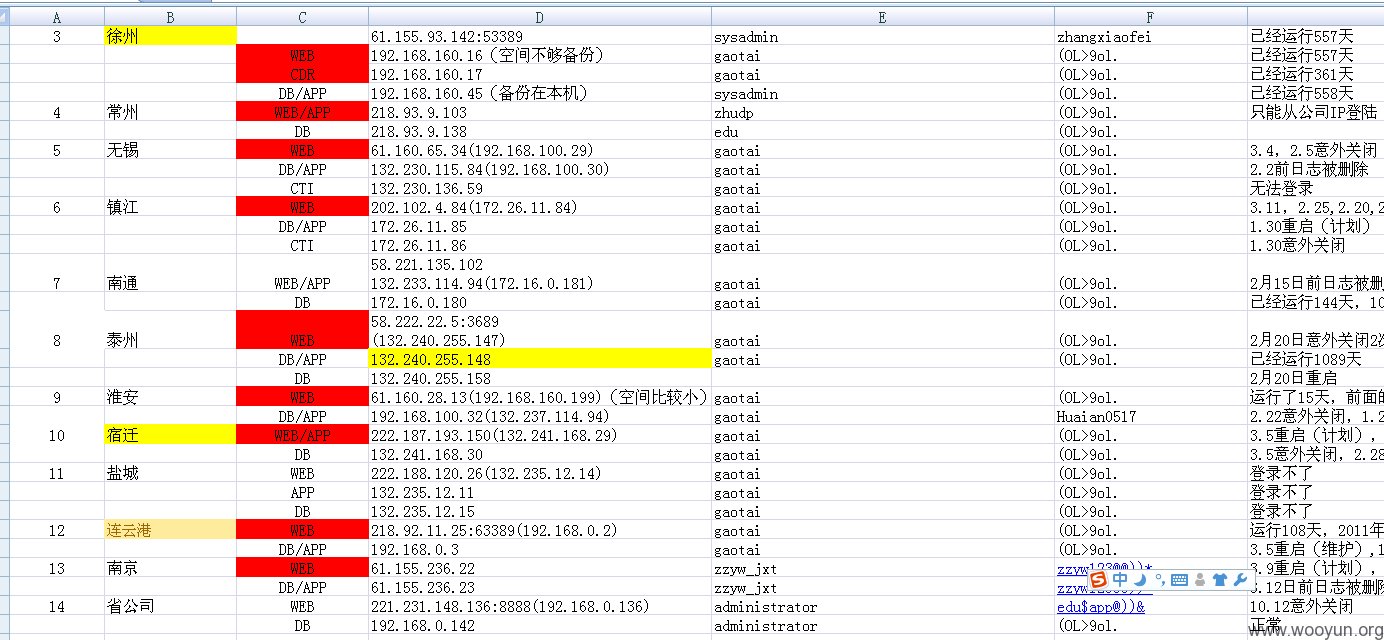 A B C D E F
3 徐州 61.155.93.142:53389 sysadmin zhangxiaofei 已经运行557天
WEB 192.168.160.16（空间不够备份） gaotai (OL>9ol. 已经运行557天
CDR 192.168.160.17 gaotai (OL>9ol. 已经运行361天
DB/APP 192.168.160.45（备份在本机） sysadmin (OL>9ol. 已经运行558天
4 常州 WEB/APP 218.93.9.103 zhudp (OL>9ol. 只能从公司IP登陆
DB 218.93.9.138 edu (OL>9ol.
5 无锡 WEB 61.160.65.34(192.168.100.29) gaotai (OL>9ol. 3.4，2.5意外关闭
DB/APP 132.230.115.84(192.168.100.30) gaotai (OL>9ol. 2.2前日志被删除
CTI 132.230.136.59 gaotai (OL>9ol. 无法登录
6 镇江 WEB 202.102.4.84(172.26.11.84) gaotai (OL>9ol. 3.11，2.25,2.20,2
DB/APP 172.26.11.85 gaotai (OL>9ol. 1.30重启（计划）
CTI 172.26.11.86 gaotai (OL>9ol. 1.30意外关闭
58.221.135.102
7 南通 WEB/APP 132.233.114.94(172.16.0.181) gaotai (OL>9ol. 2月15日前日志被删
DB 172.16.0.180 gaotai (OL>9ol. 已经运行144天，10
58.222.22.5:3689
8 泰州 WEB (132.240.255.147) gaotai (OL>9ol. 2月20日意外关闭2次
DB/APP 132.240.255.148 gaotai (OL>9ol. 已经运行1089天
DB 132.240.255.158 2月20日重启
9 淮安 WEB 61.160.28.13(192.168.160.199)（空间比较小） gaotai (OL>9ol. 运行了15天，前面的
DB/APP 192.168.100.32(132.237.114.94) gaotai Huaian0517 2.22意外关闭，1.2
10 宿迁 WEB/APP 222.187.193.150(132.241.168.29) gaotai (OL>9ol. 3.5重启（计划），
DB 132.241.168.30 gaotai (OL>9ol. 3.5意外关闭，2.28
11 盐城 WEB 222.188.120.26(132.235.12.14) gaotai (OL>9ol. 登录不了
APP 132.235.12.11 gaotai (OL>9ol. 登录不了
DB 132.235.12.15 gaotai (OL>9ol. 登录不了
12 连云港 WEB 218.92.11.25:63389(192.168.0.2) gaotai (OL>9ol. 运行108天，2011年
DB/APP 192.168.0.3 gaotai (OL>9ol. 3.5重启（维护）,1
13 南京 WEB 61.155.236.22 zzyw_jxt 3.9重启（计划），
DB/APP 61.155.236.23 zzyw_jxt 12日前日志被删除
14 省公司 WEB 221.231.148.136:8888(192.168.0.136) administrator edu$app@))& 10.12意外关闭
DB 192.168.0.142 administrator (OL>9ol. 正常
中
www.wooyun.org